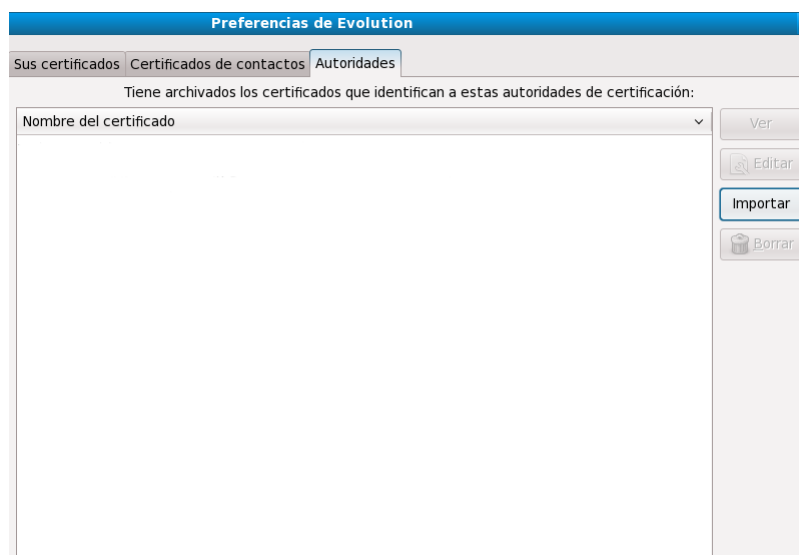 Preferencias de Evolution
Sus certificados Certificados de contactos Autoridades
Tiene archivados los certificados que identifican a estas autoridades de certificación:
Nombre del certificado
Ver
Editar
Importar
Borrar